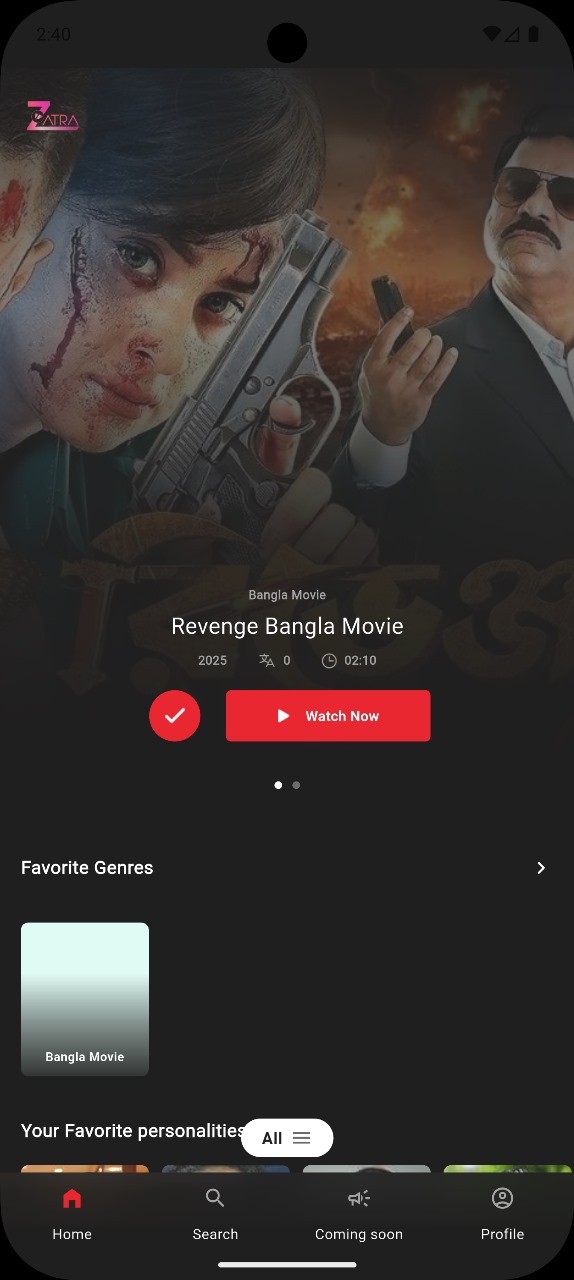 2:40
ZATRA
Bangla Movie
Revenge Bangla Movie
2025 0 02:10
Watch Now
Favorite Genres
Bangla Movie
Your Favorite personalities
All
Home Search Coming soon Profile